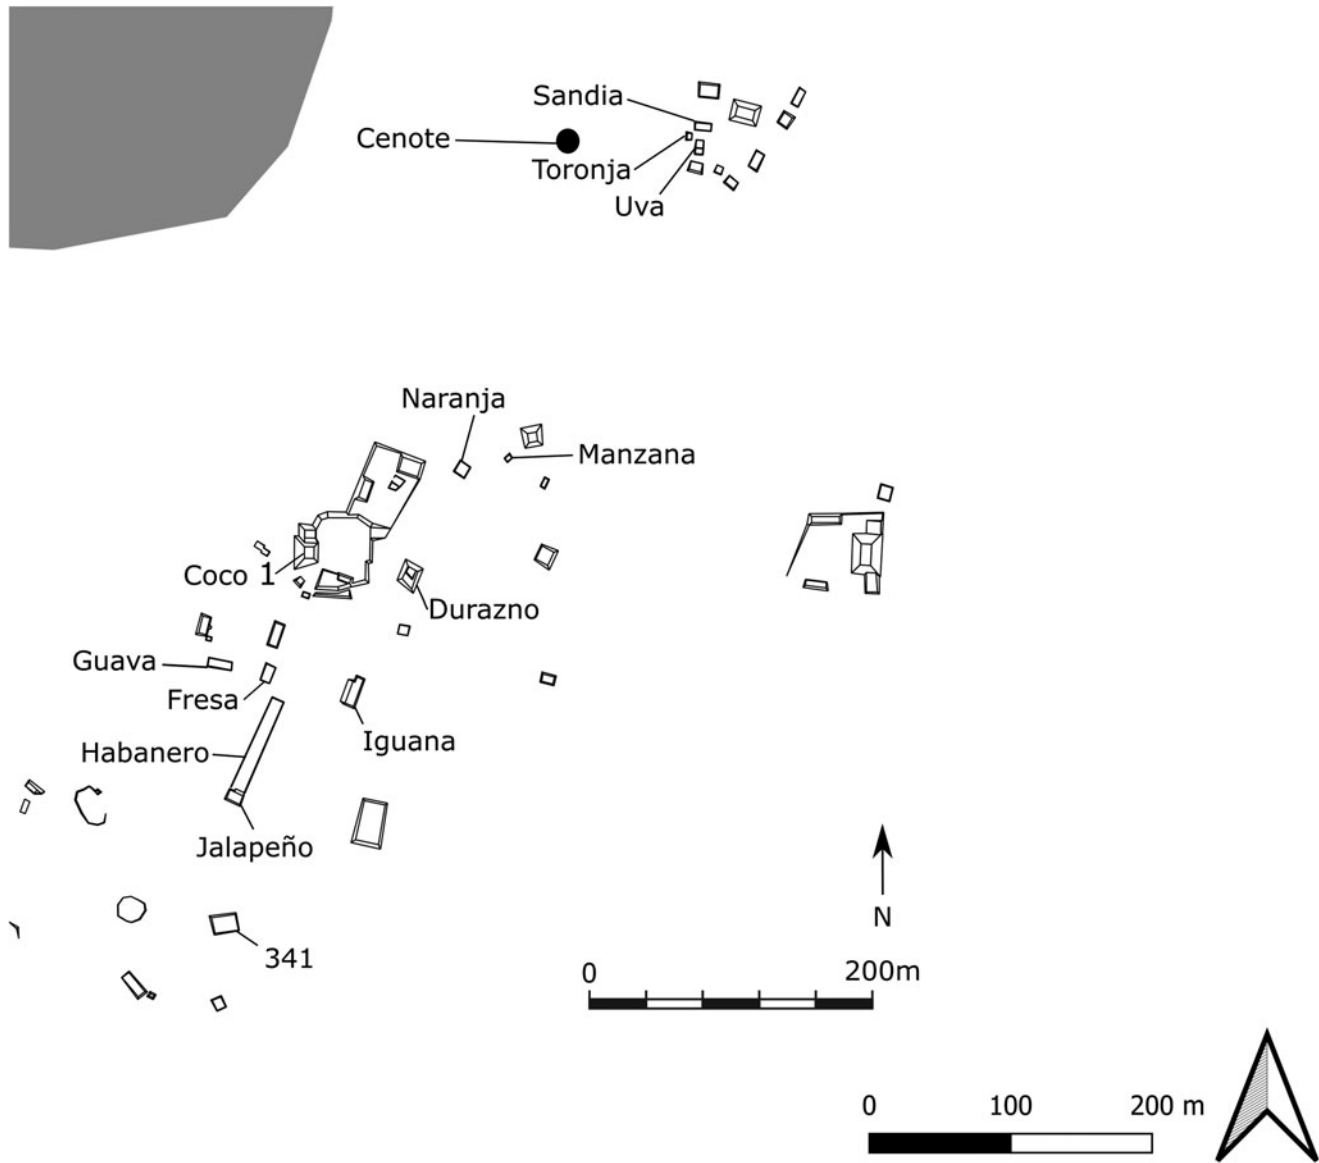 Sandia
Cenote
Toronja
Uva
Naranja
Manzana
Coco 1
Durazno
Guava
Fresa
Iguana
Habanero
Jalapeño
N
341
0 200m
0 100 200 m